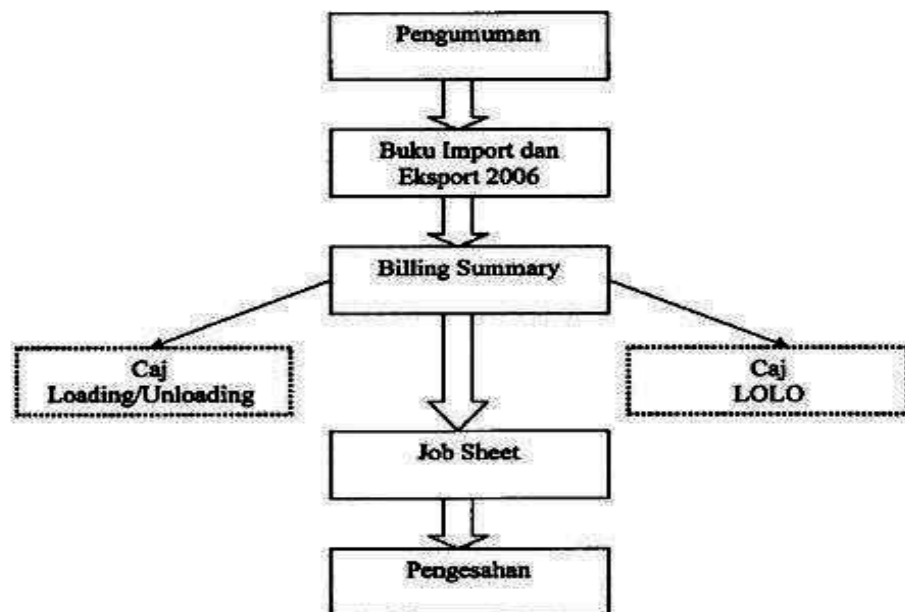 Pengumuman
Buku Import dan
Eksport 2006
Billing Summary
Caj
Loading/Unloading
Caj
LOLO
Job Sheet
Pengesahan